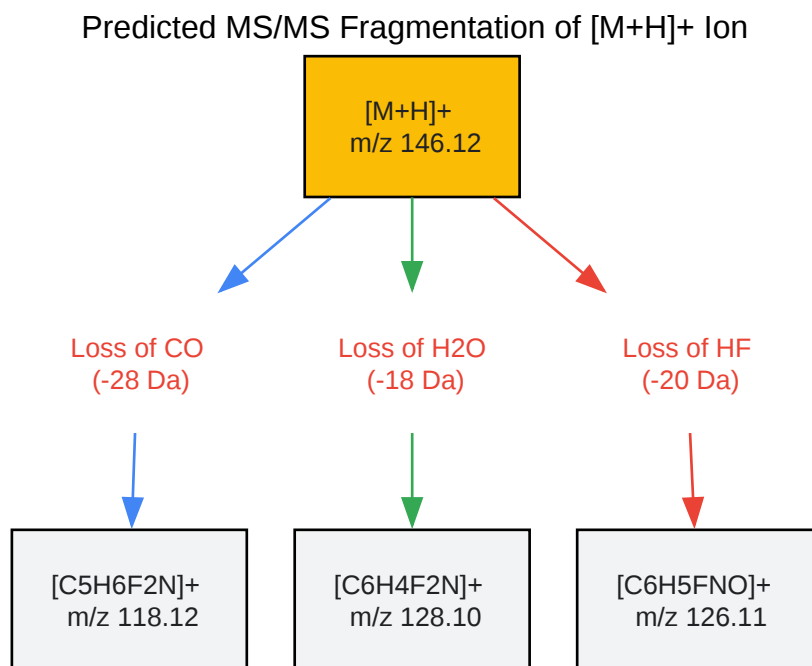 Predicted MS/MS Fragmentation of [M+H]+ Ion
[M+H]+
m/z 146.12
Loss of CO
(-28 Da)
Loss of H2O
(-18 Da)
Loss of HF
(-20 Da)
[C5H6F2N]+
m/z 118.12
[C6H4F2N]+
m/z 128.10
[C6H5FNO]+
m/z 126.11